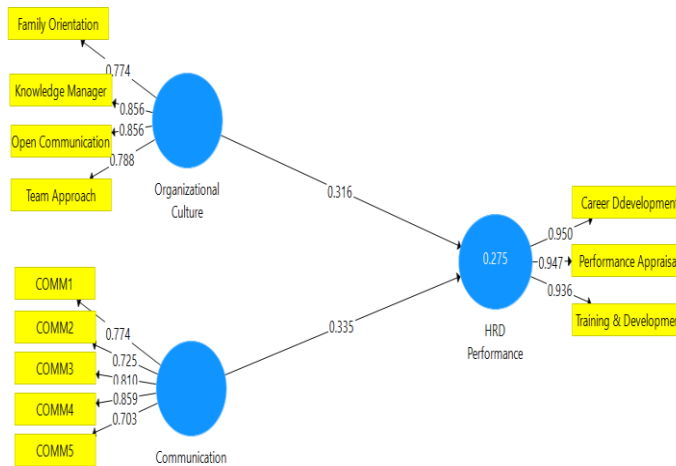 Family Orientation
0.774
Knowledge Manager
0.856
0.856
Open Communication
0.788
Team Approach
Organizational
Culture
0.316
Career Ddevelopment
0.950
0.275
0.947
Performance Appraisa
0.936
Training & Developmen
HRD
Performance
0.335
COMM1
0.774
COMM2
0.725
COMM3
0.810
COMM4
0.859
0.703
COMM5
Communication